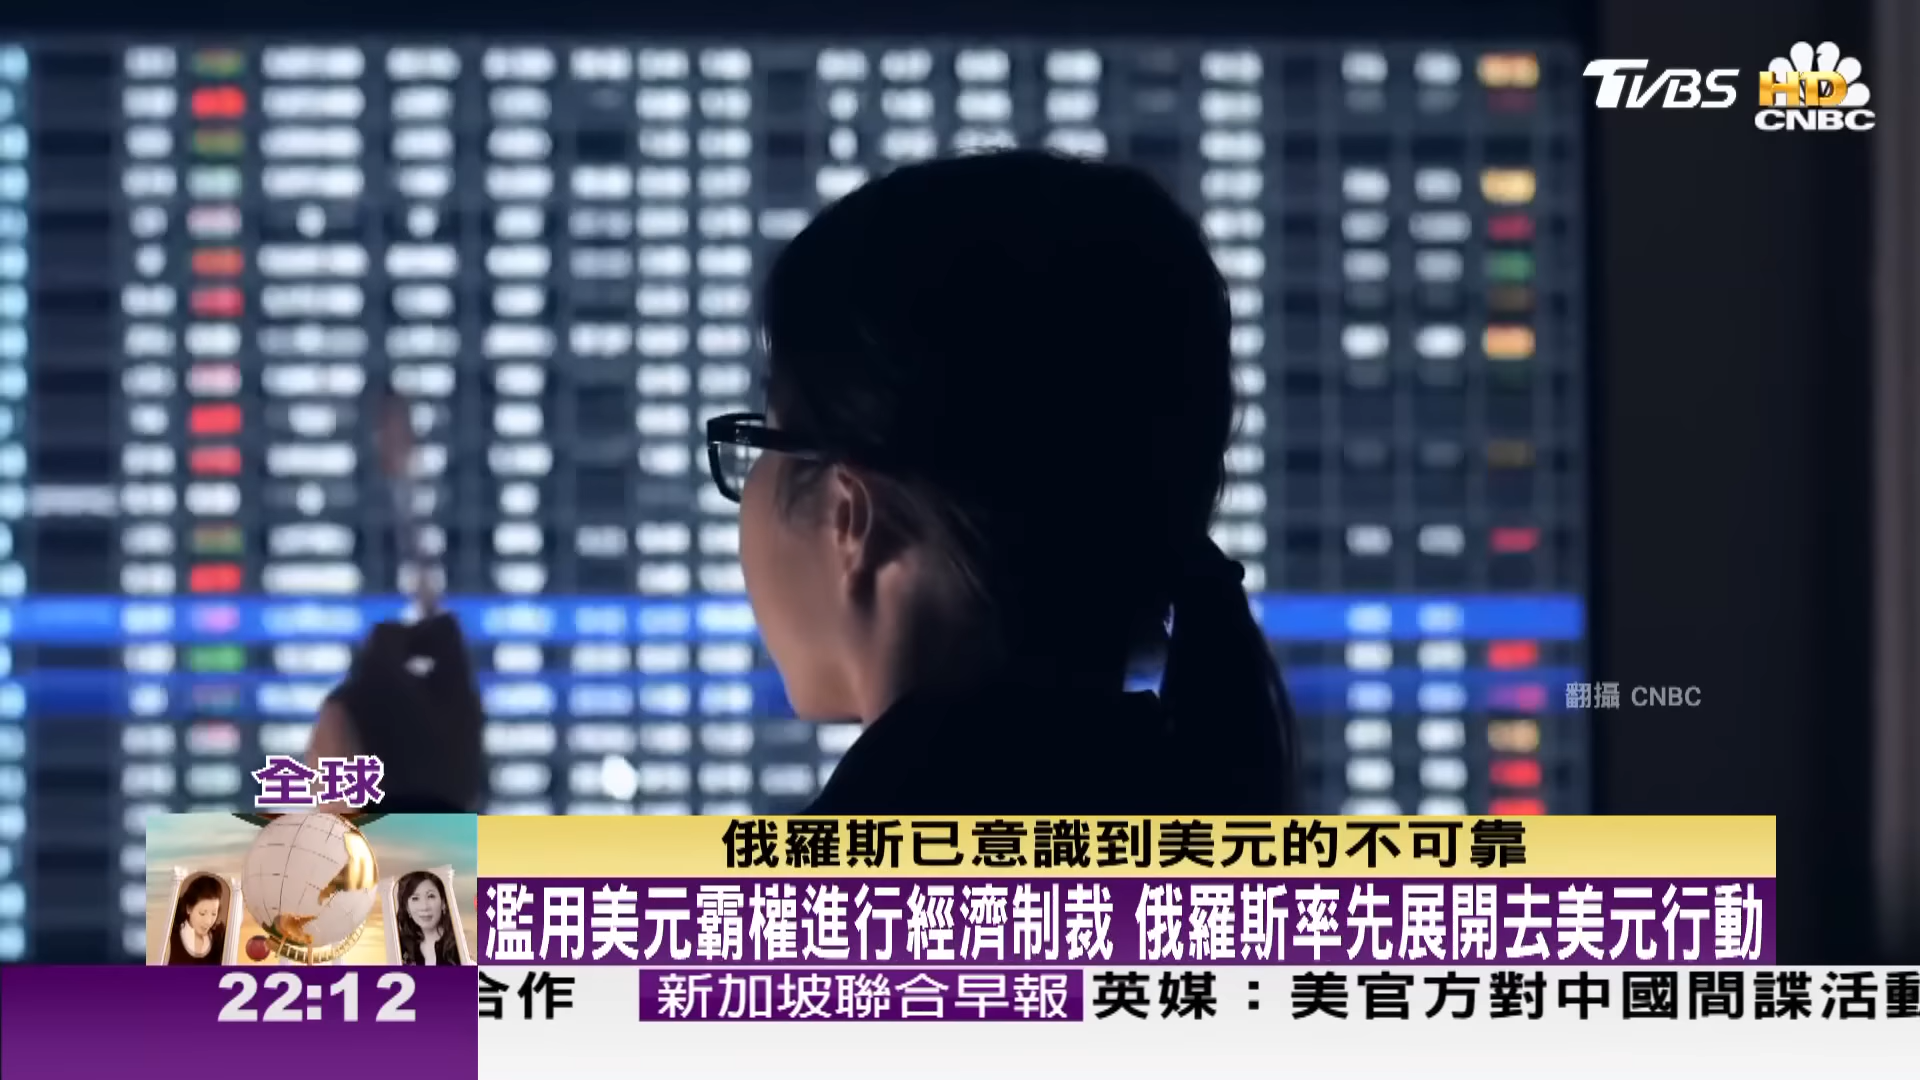 TVBS HD CNBC
翻攝 CNBC
全球
俄羅斯已意識到美元的不可靠
濫用美元霸權進行經濟制裁 俄羅斯率先展開去美元行動
22:12 合作 新加坡聯合早報 英媒：美官方對中國間諜活動